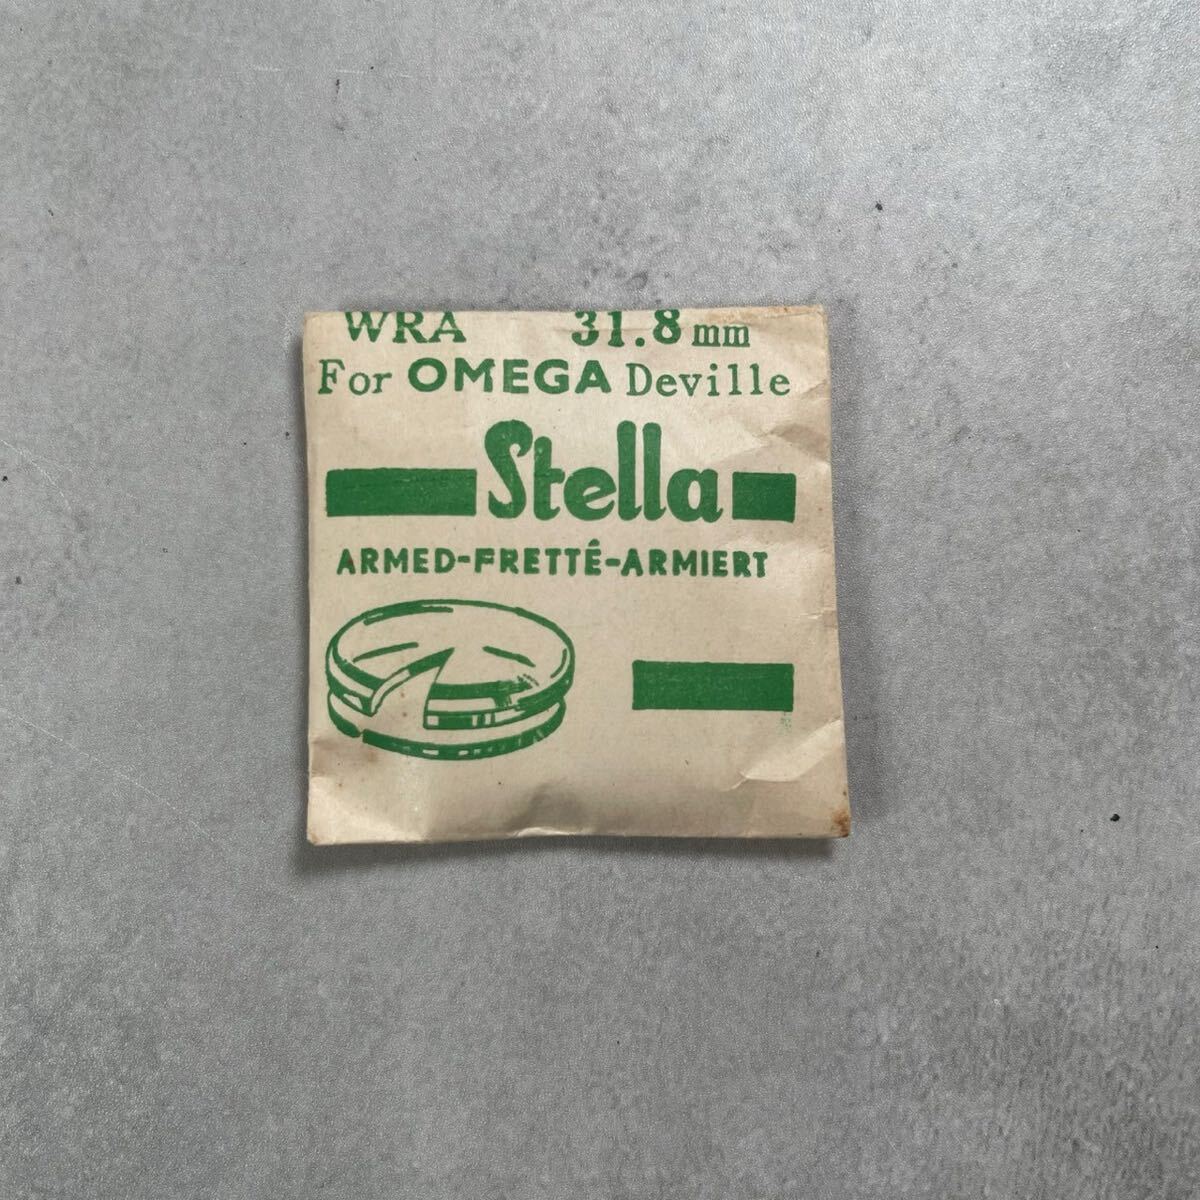 WRA 31.8 mm
For OMEGA Deville
Stella
ARMED-FRETTÉ-ARMIERT